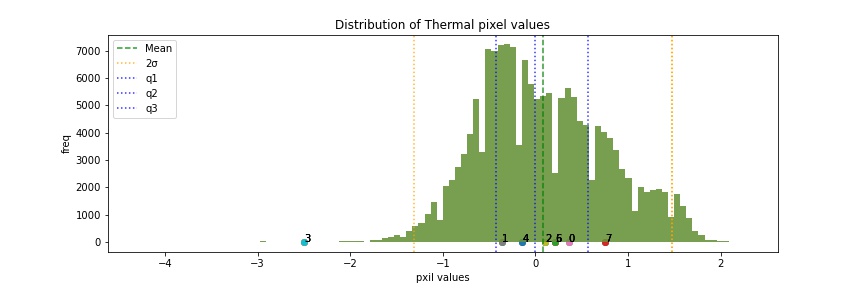 Distribution of Thermal pixel values
Mean
2σ
q1
q2
q3
freq
7000
6000
5000
4000
3000
2000
1000
0
3 1 4 2 6 0 7
−4 −3 −2 −1 0 1 2
pxil values